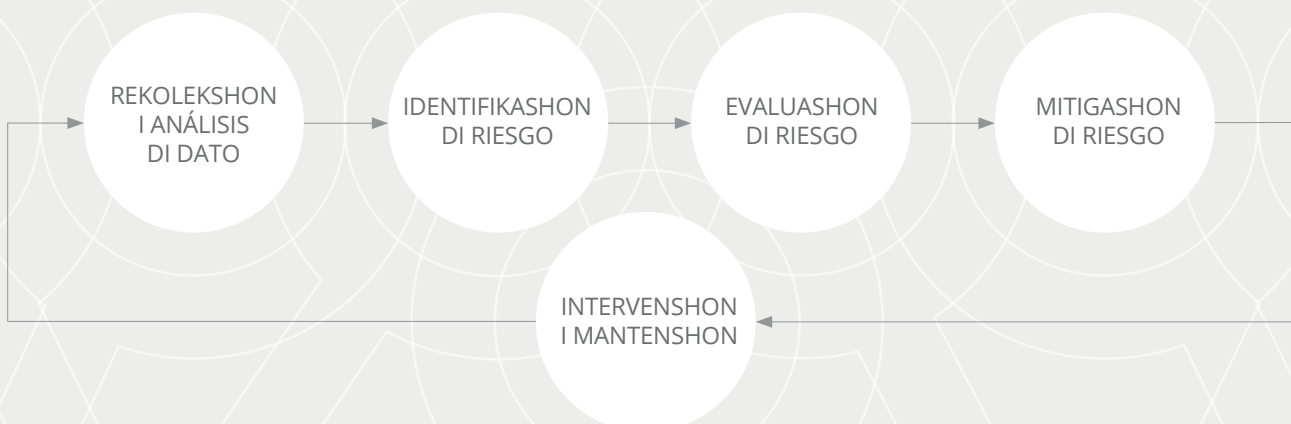 REKOLEKSHON
I ANÁLISIS
DI DATO
IDENTIFIKASHON
DI RIESGO
EVALUASHON
DI RIESGO
MITIGASHON
DI RIESGO
INTERVENSHON
I MANTENSHON